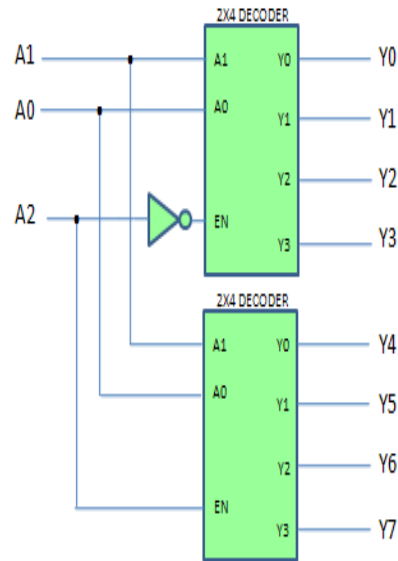 2X4 DECODER
A1 A1 Y0 Y0
A0 A0 Y1 Y1
Y2 Y2
A2 EN Y3 Y3
2X4 DECODER
A1 Y0 Y4
A0 Y1 Y5
Y2 Y6
EN Y3 Y7